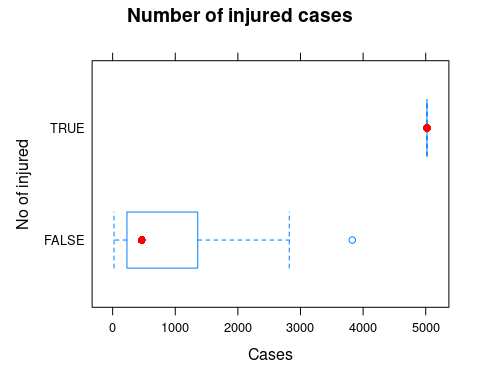 Number of injured cases
TRUE
FALSE
No of injured
0 1000 2000 3000 4000 5000
Cases